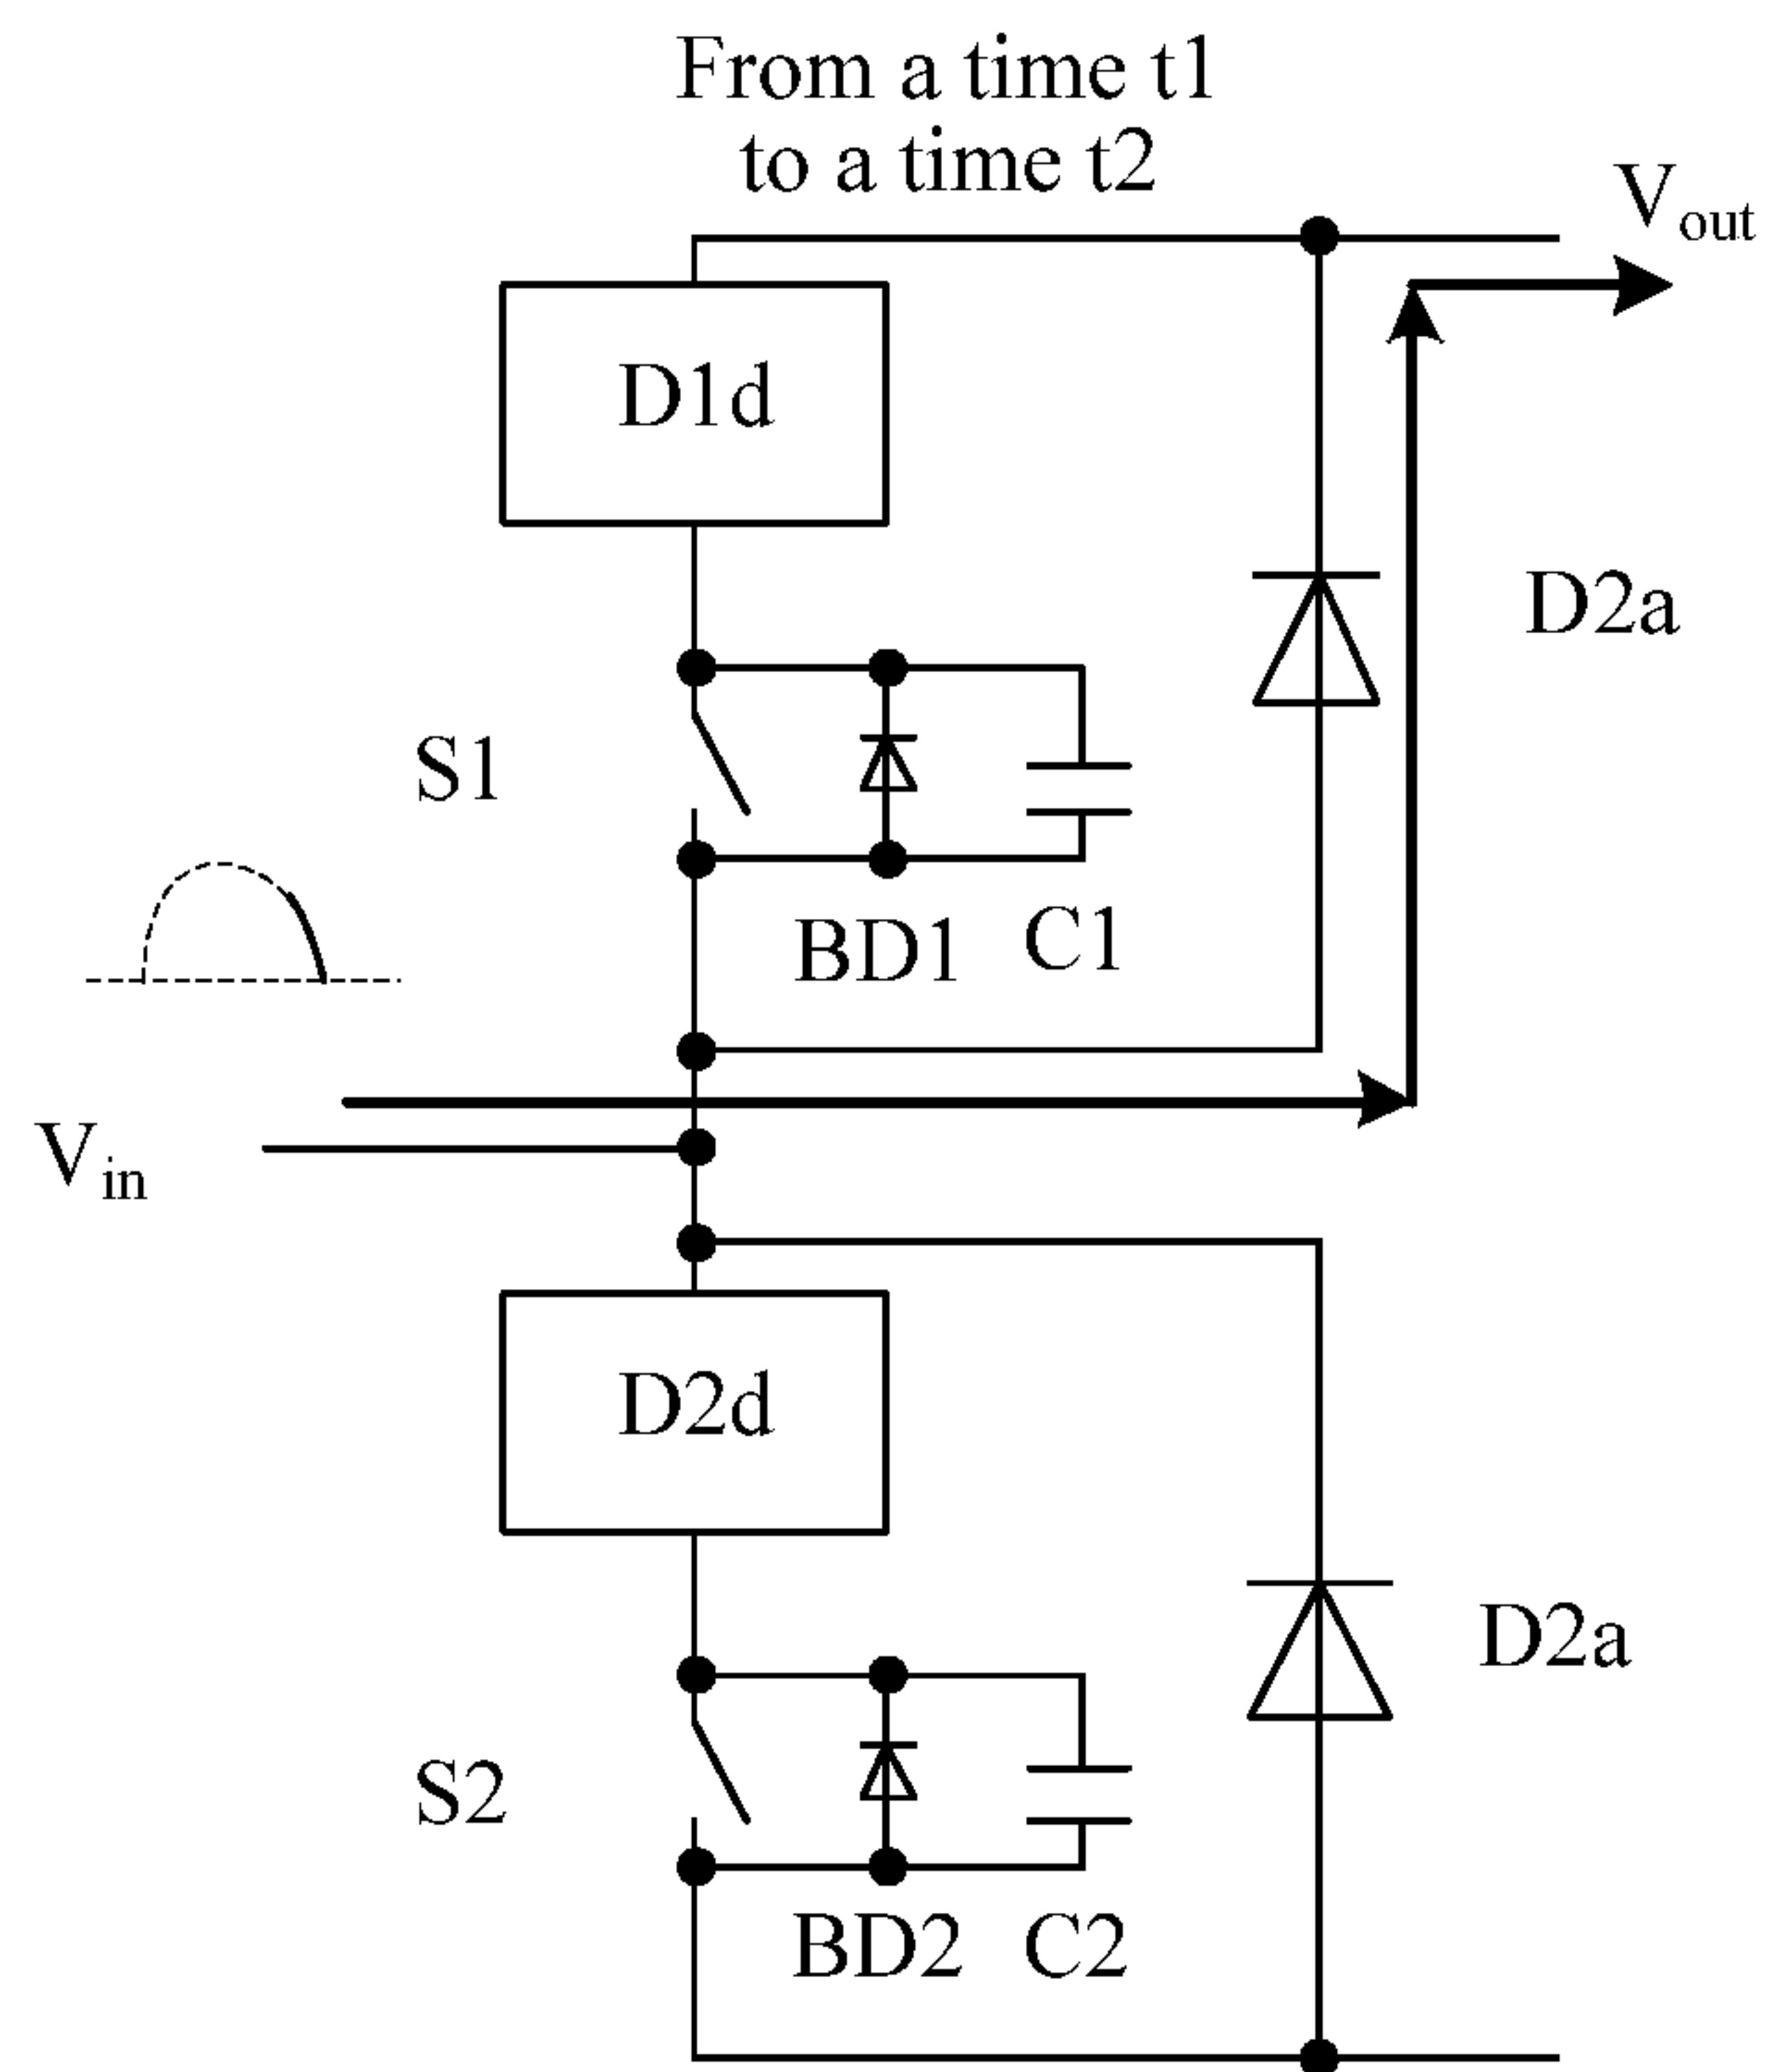 From a time t1
to a time t2
Vout
D1d
D2a
S1
BD1
C1
Vin
D2d
D2a
S2
BD2
C2